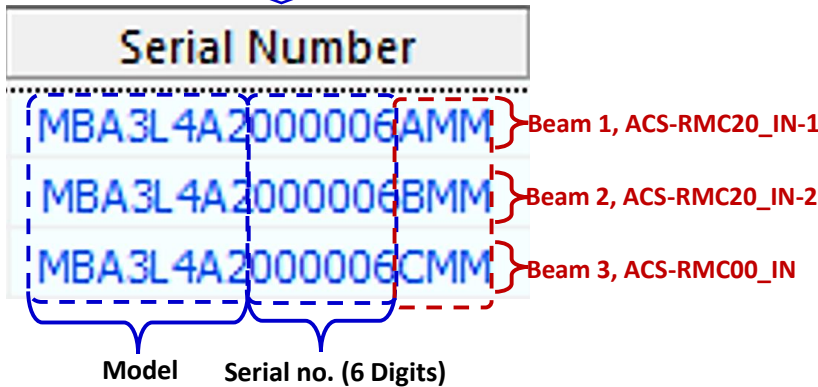 Serial Number
MBA3L4A2000006AMM Beam 1, ACS-RMC20_IN-1
MBA3L4A2000006BMM Beam 2, ACS-RMC20_IN-2
MBA3L4A2000006CMM Beam 3, ACS-RMC00_IN
Model Serial no. (6 Digits)